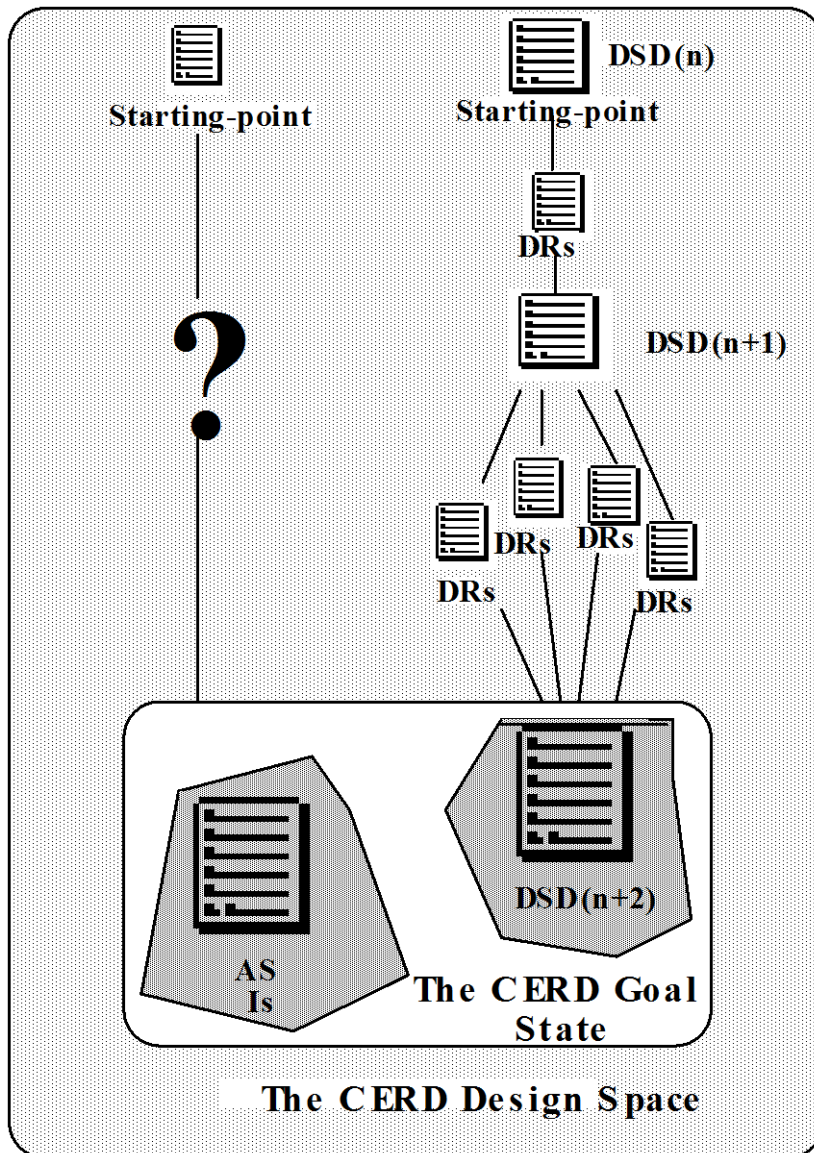 DSD(n)
Starting-point
Starting-point
DRs
?
DSD(n+1)
DRs
DRs
DRs
DRs
DSD(n+2)
AS
Is
The CERD Goal
State
The CERD Design Space